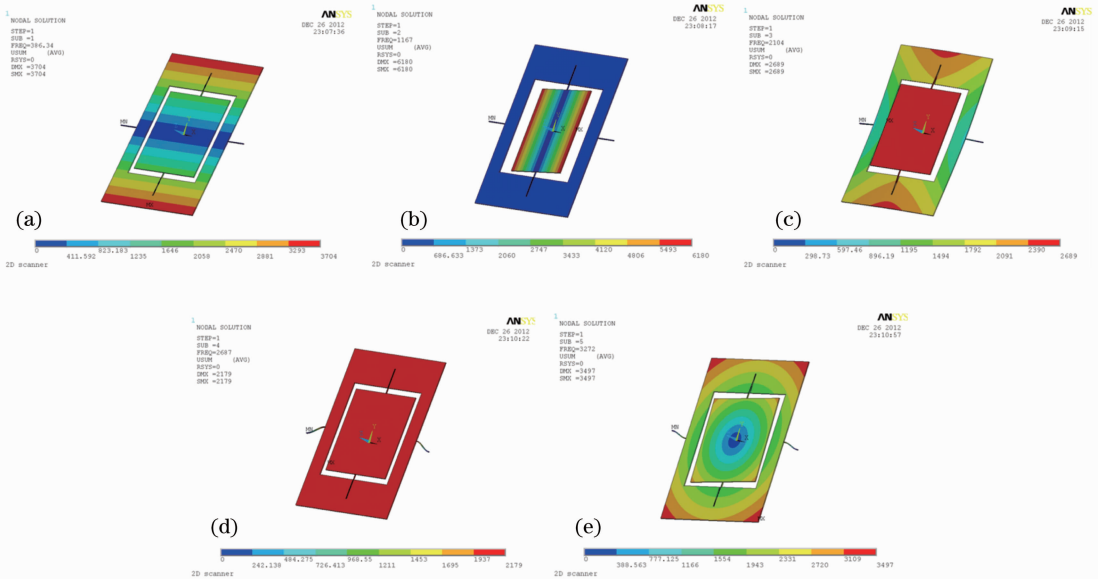 1
NODAL SOLUTION
STEP=1
SUB =1
FREQ=386.34
USUM (AVG)
RSYS=0
DMX =3704
SMX =3704
ANSYS
DEC 26 2012
23:07:36
MN
MX
(a)
0 823.183 1646 2470 3293
411.592 1235 2058 2881 3704
2D scanner
1
NODAL SOLUTION
STEP=1
SUB =2
FREQ=1167
USUM (AVG)
RSYS=0
DMX =6180
SMX =6180
ANSYS
DEC 26 2012
23:08:17
MN
Z
MX
(b)
0 1373 2747 4120 5493
686.633 2060 3433 4806 6180
2D scanner
1
NODAL SOLUTION
STEP=1
SUB =3
FREQ=2104
USUM (AVG)
RSYS=0
DMX =2689
SMX =2689
ANSYS
DEC 26 2012
23:09:15
MN
MX
(c)
0 597.46 1195 1792 2390
298.73 896.19 1494 2091 2689
2D scanner
1
NODAL SOLUTION
STEP=1
SUB =4
FREQ=2687
USUM (AVG)
RSYS=0
DMX =2179
SMX =2179
ANSYS
DEC 26 2012
23:10:22
MN
MX
(d)
0 484.275 968.55 1453 1937
242.138 726.413 1211 1695 2179
2D scanner
1
NODAL SOLUTION
STEP=1
SUB =5
FREQ=3272
USUM (AVG)
RSYS=0
DMX =3497
SMX =3497
ANSYS
DEC 26 2012
23:10:57
MN
MX
(e)
0 777.125 1554 2331 3109
388.563 1166 1943 2720 3497
2D scanner